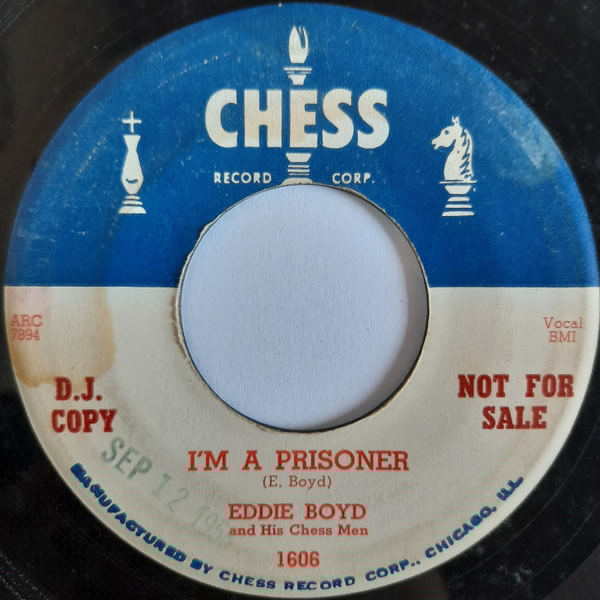 CHESS
RECORD CORP.
ARC
7894
Vocal
BMI
D.J.
COPY
NOT FOR
SALE
SEP 12
I'M A PRISONER
(E. Boyd)
EDDIE BOYD
and His Chess Men
1606
MANUFACTURED BY CHESS RECORD CORP., CHICAGO, ILL